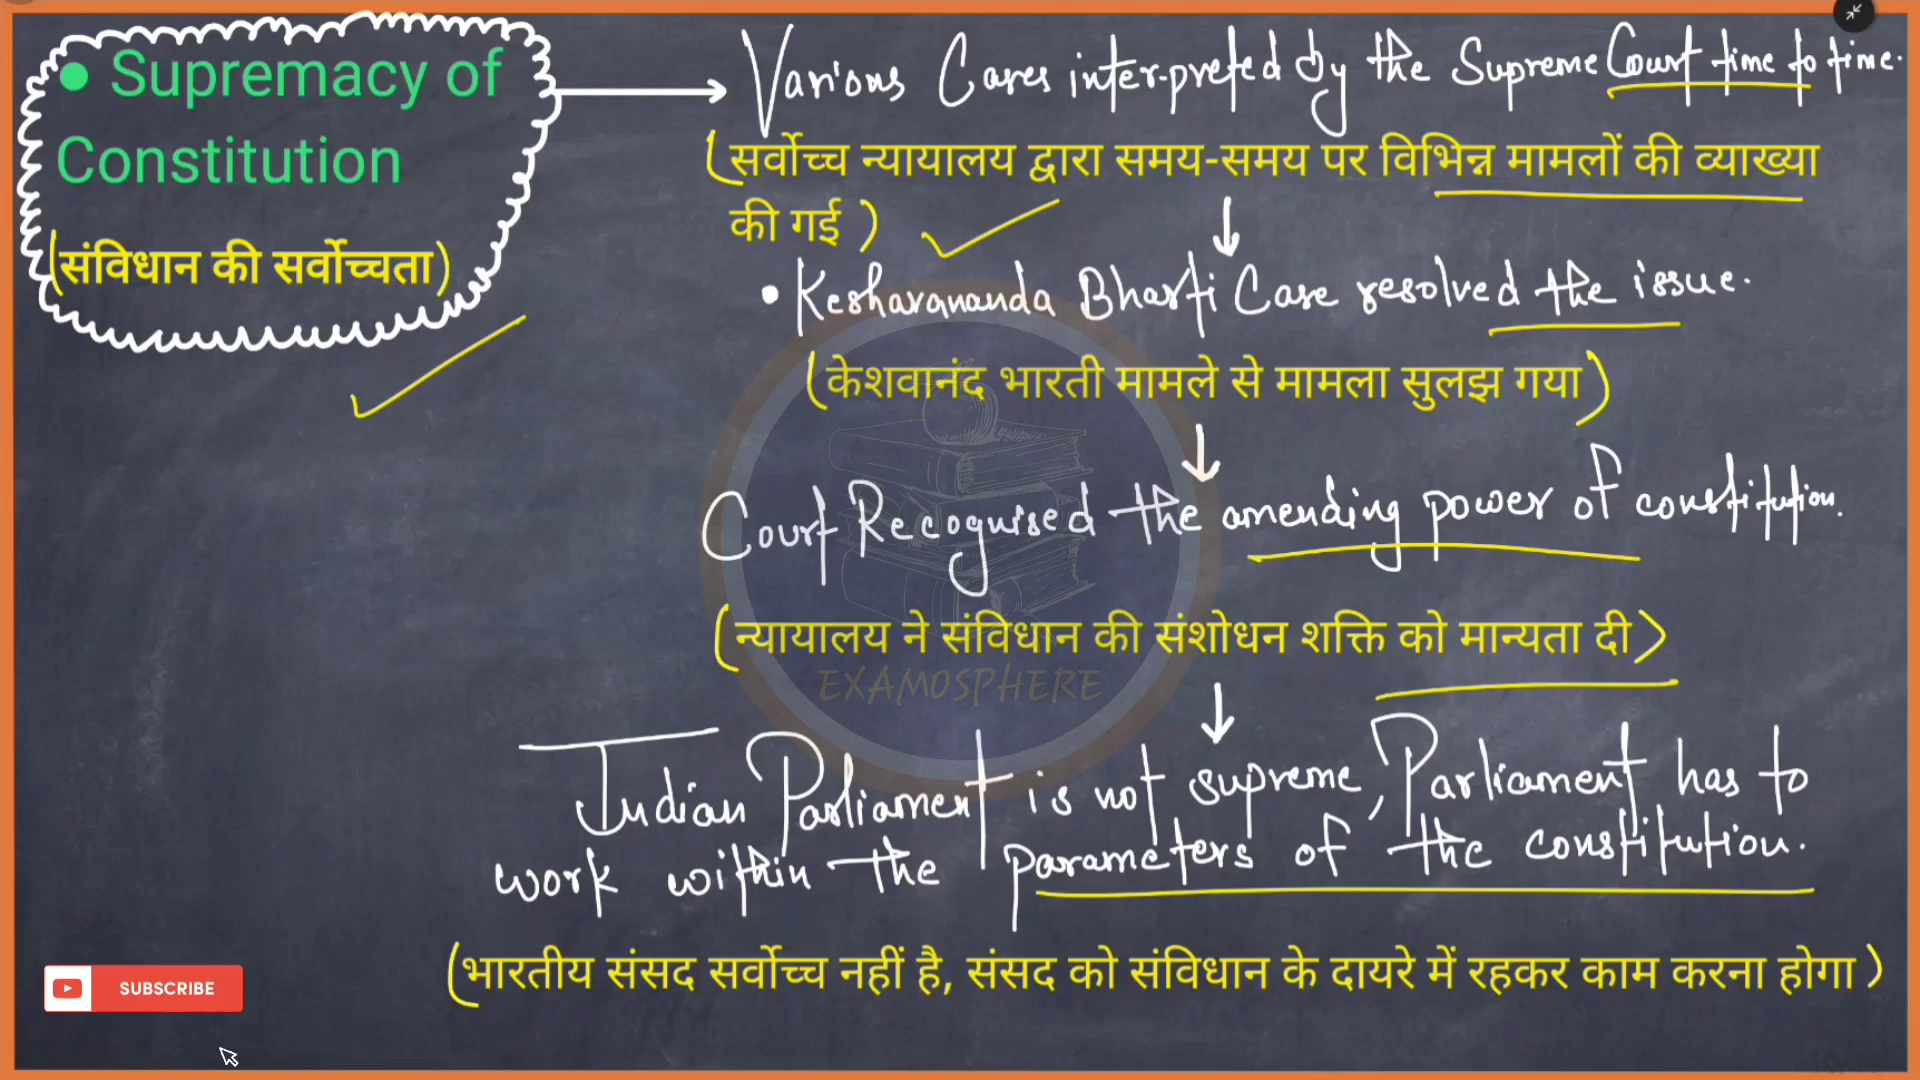 • Supremacy of
Constitution
(संविधान की सर्वोच्चता)
Various Cases interpreted by the Supreme Court time to time.
(सर्वोच्च न्यायालय द्वारा समय-समय पर विभिन्न मामलों की व्याख्या
की गई )
• Keshavananda Bharti Case resolved the issue.
(केशवानंद भारती मामले से मामला सुलझ गया)
Court Recognised the amending power of constitution.
(न्यायालय ने संविधान की संशोधन शक्ति को मान्यता दी)
EXAMOSPHERE
Indian Parliament is not supreme, Parliament has to
work within the parameters of the constitution.
(भारतीय संसद सर्वोच्च नहीं है, संसद को संविधान के दायरे में रहकर काम करना होगा)
SUBSCRIBE